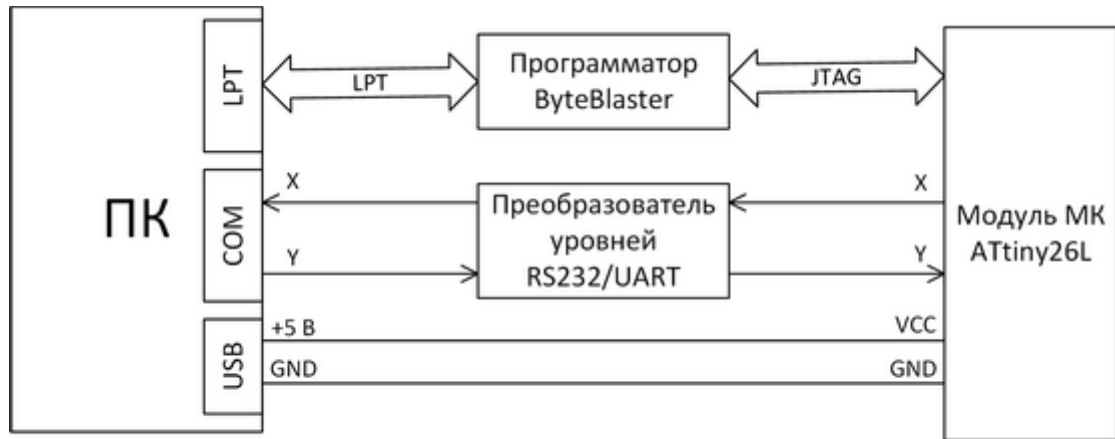 ПК
LPT
LPT
Программатор
ByteBlaster
JTAG
COM
X
Y
Преобразователь
уровней
RS232/UART
X
Y
Модуль МК
ATtiny26L
USB
+5 В
VCC
GND
GND